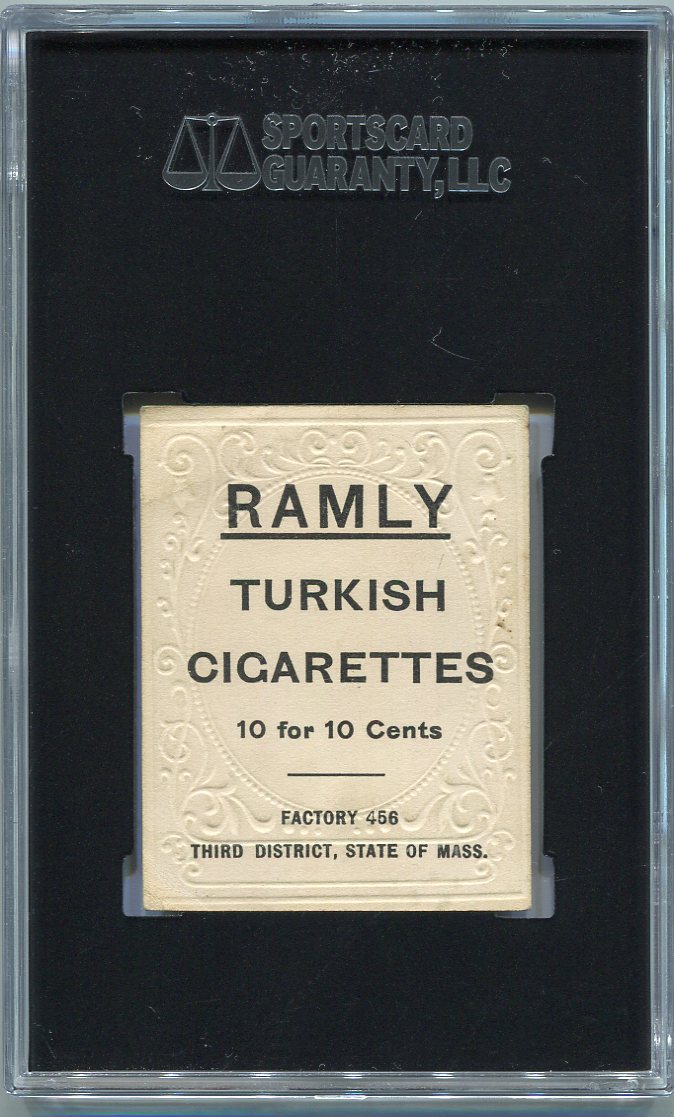 SPORTSCARD
GUARANTY, LLC
RAMLY
TURKISH
CIGARETTES
10 for 10 Cents
FACTORY 456
THIRD DISTRICT, STATE OF MASS.